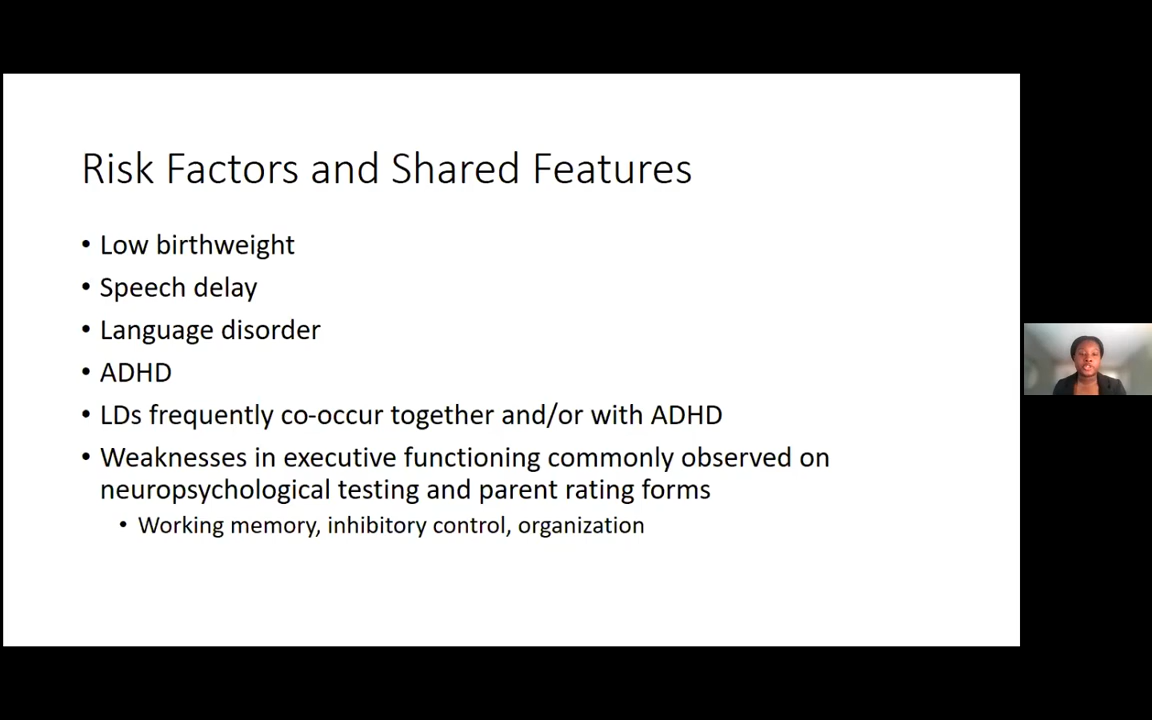 Risk Factors and Shared Features
• Low birthweight
• Speech delay
• Language disorder
• ADHD
• LDs frequently co-occur together and/or with ADHD
• Weaknesses in executive functioning commonly observed on
neuropsychological testing and parent rating forms
• Working memory, inhibitory control, organization